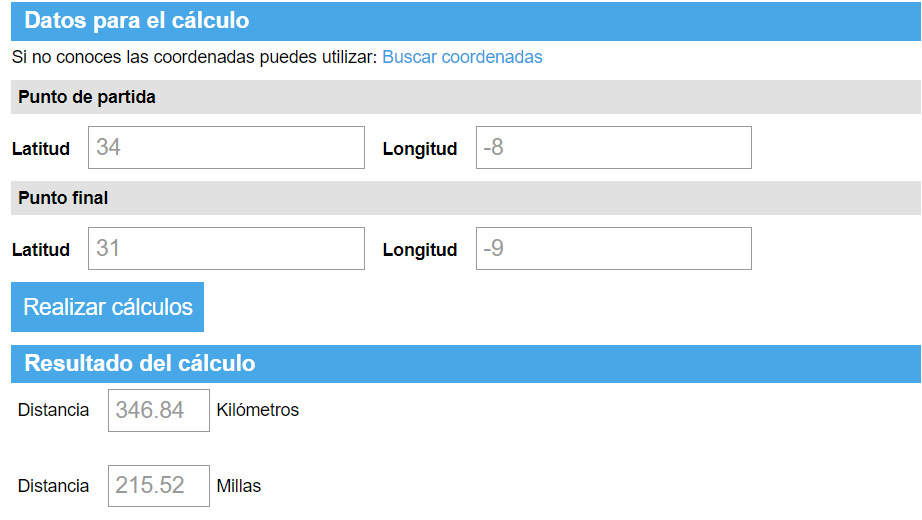 Datos para el cálculo
Si no conoces las coordenadas puedes utilizar: Buscar coordenadas
Punto de partida
Latitud 34 Longitud -8
Punto final
Latitud 31 Longitud -9
Realizar cálculos
Resultado del cálculo
Distancia 346.84 Kilómetros
Distancia 215.52 Millas